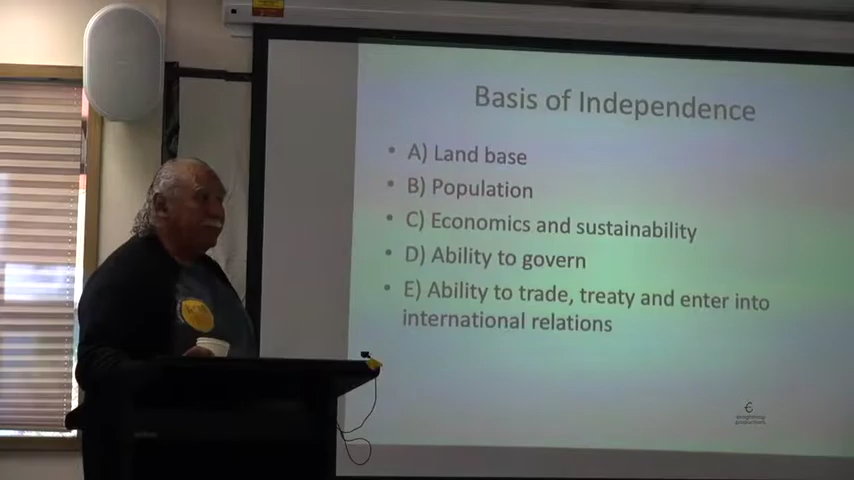 Basis of Independence
• A) Land base
• B) Population
• C) Economics and sustainability
• D) Ability to govern
• E) Ability to trade, treaty and enter into
international relations